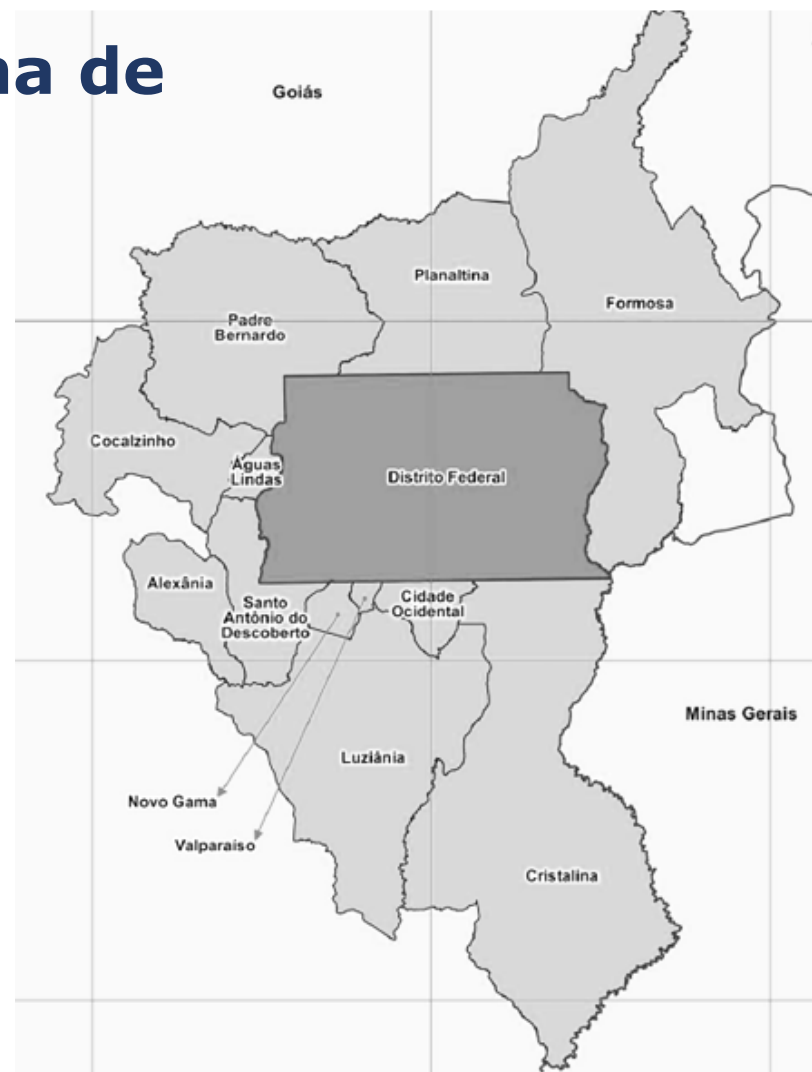 na de
Goiás
Planaltina
Formosa
Padre
Bernardo
Cocalzinho
Águas
Lindas
Distrito Federal
Alexânia
Santo
Antônio do
Descoberto
Cidade
Ocidental
Minas Gerais
Luziânia
Novo Gama
Valparaiso
Cristalina